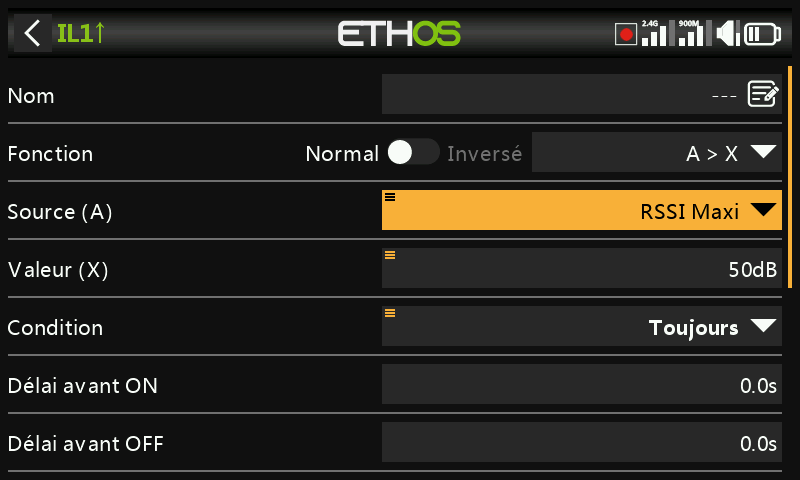 IL1↑ ETHOS 2.4G 900M
Nom ---
Fonction Normal Inversé A > X
Source (A) RSSI Maxi
Valeur (X) 50dB
Condition Toujours
Délai avant ON 0.0s
Délai avant OFF 0.0s